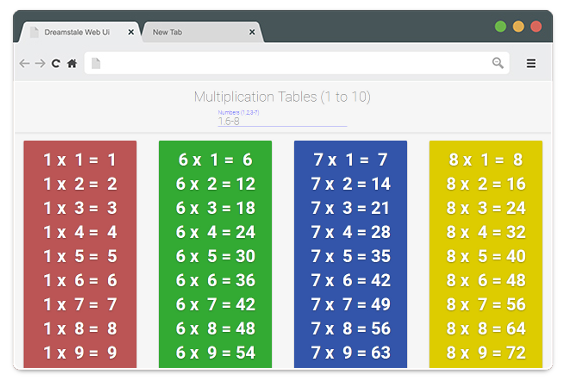 Dreamstale Web UI
New Tab
Multiplication Tables (1 to 10)
Numbers (1,2,3-7)
1,6-8
1 x 1 = 1
1 x 2 = 2
1 x 3 = 3
1 x 4 = 4
1 x 5 = 5
1 x 6 = 6
1 x 7 = 7
1 x 8 = 8
1 x 9 = 9
6 x 1 = 6
6 x 2 = 12
6 x 3 = 18
6 x 4 = 24
6 x 5 = 30
6 x 6 = 36
6 x 7 = 42
6 x 8 = 48
6 x 9 = 54
7 x 1 = 7
7 x 2 = 14
7 x 3 = 21
7 x 4 = 28
7 x 5 = 35
7 x 6 = 42
7 x 7 = 49
7 x 8 = 56
7 x 9 = 63
8 x 1 = 8
8 x 2 = 16
8 x 3 = 24
8 x 4 = 32
8 x 5 = 40
8 x 6 = 48
8 x 7 = 56
8 x 8 = 64
8 x 9 = 72